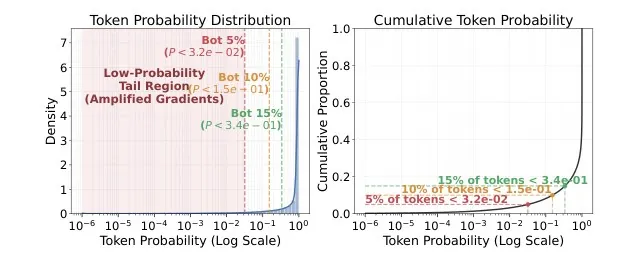 Token Probability Distribution
7
6
5
4
3
2
1
0
Density
Bot 5%
(P < 3.2e − 02)
Low-Probability
Tail Region
(Amplified Gradients)
Bot 10%
(P < 1.5e − 01)
Bot 15%
(P < 3.4e − 01)
10⁻⁶ 10⁻⁵ 10⁻⁴ 10⁻³ 10⁻² 10⁻¹ 10⁰
Token Probability (Log Scale)
Cumulative Token Probability
1.0
0.8
0.6
0.4
0.2
0.0
Cumulative Proportion
15% of tokens < 3.4e-01
10% of tokens < 1.5e-01
5% of tokens < 3.2e-02
10⁻⁶ 10⁻⁵ 10⁻⁴ 10⁻³ 10⁻² 10⁻¹ 10⁰
Token Probability (Log Scale)